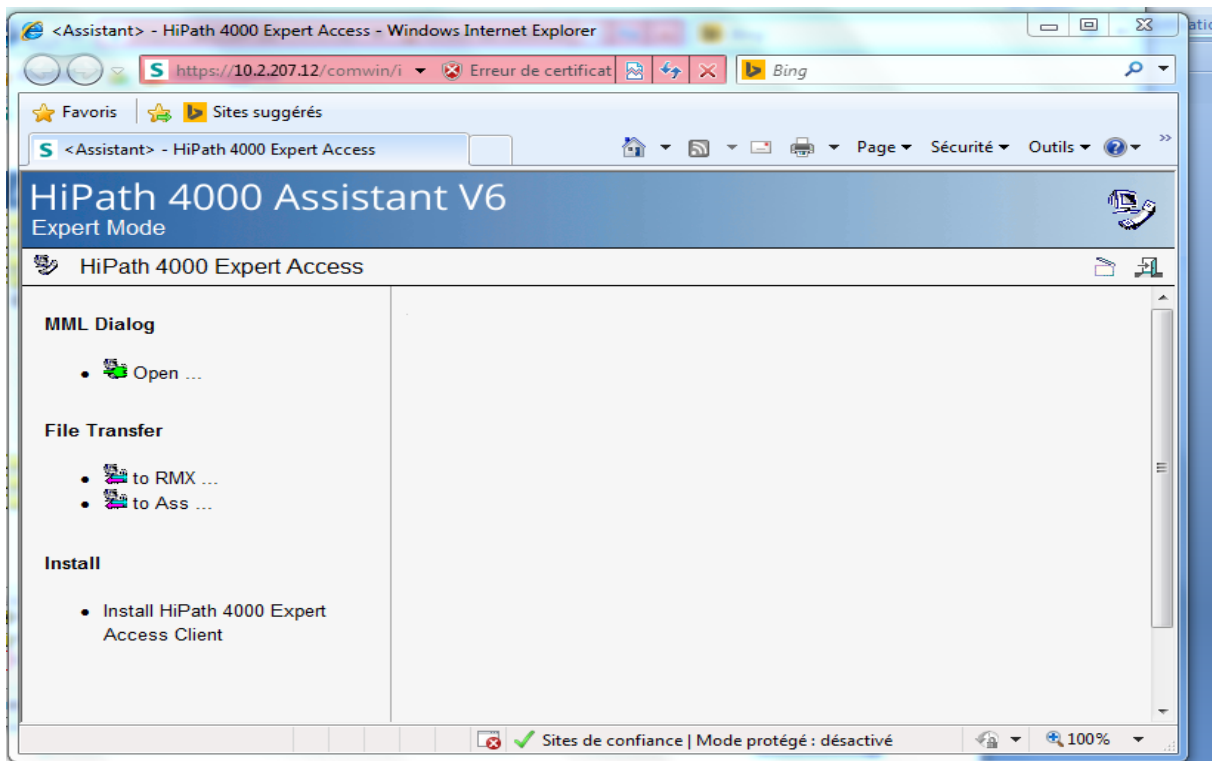 <Assistant> - HiPath 4000 Expert Access - Windows Internet Explorer
https://10.2.207.12/comwin/i Erreur de certificat Bing
Favoris Sites suggérés
<Assistant> - HiPath 4000 Expert Access Page Sécurité Outils
HiPath 4000 Assistant V6
Expert Mode
HiPath 4000 Expert Access
MML Dialog
Open ...
File Transfer
to RMX ...
to Ass ...
Install
Install HiPath 4000 Expert
Access Client
Sites de confiance | Mode protégé : désactivé 100%